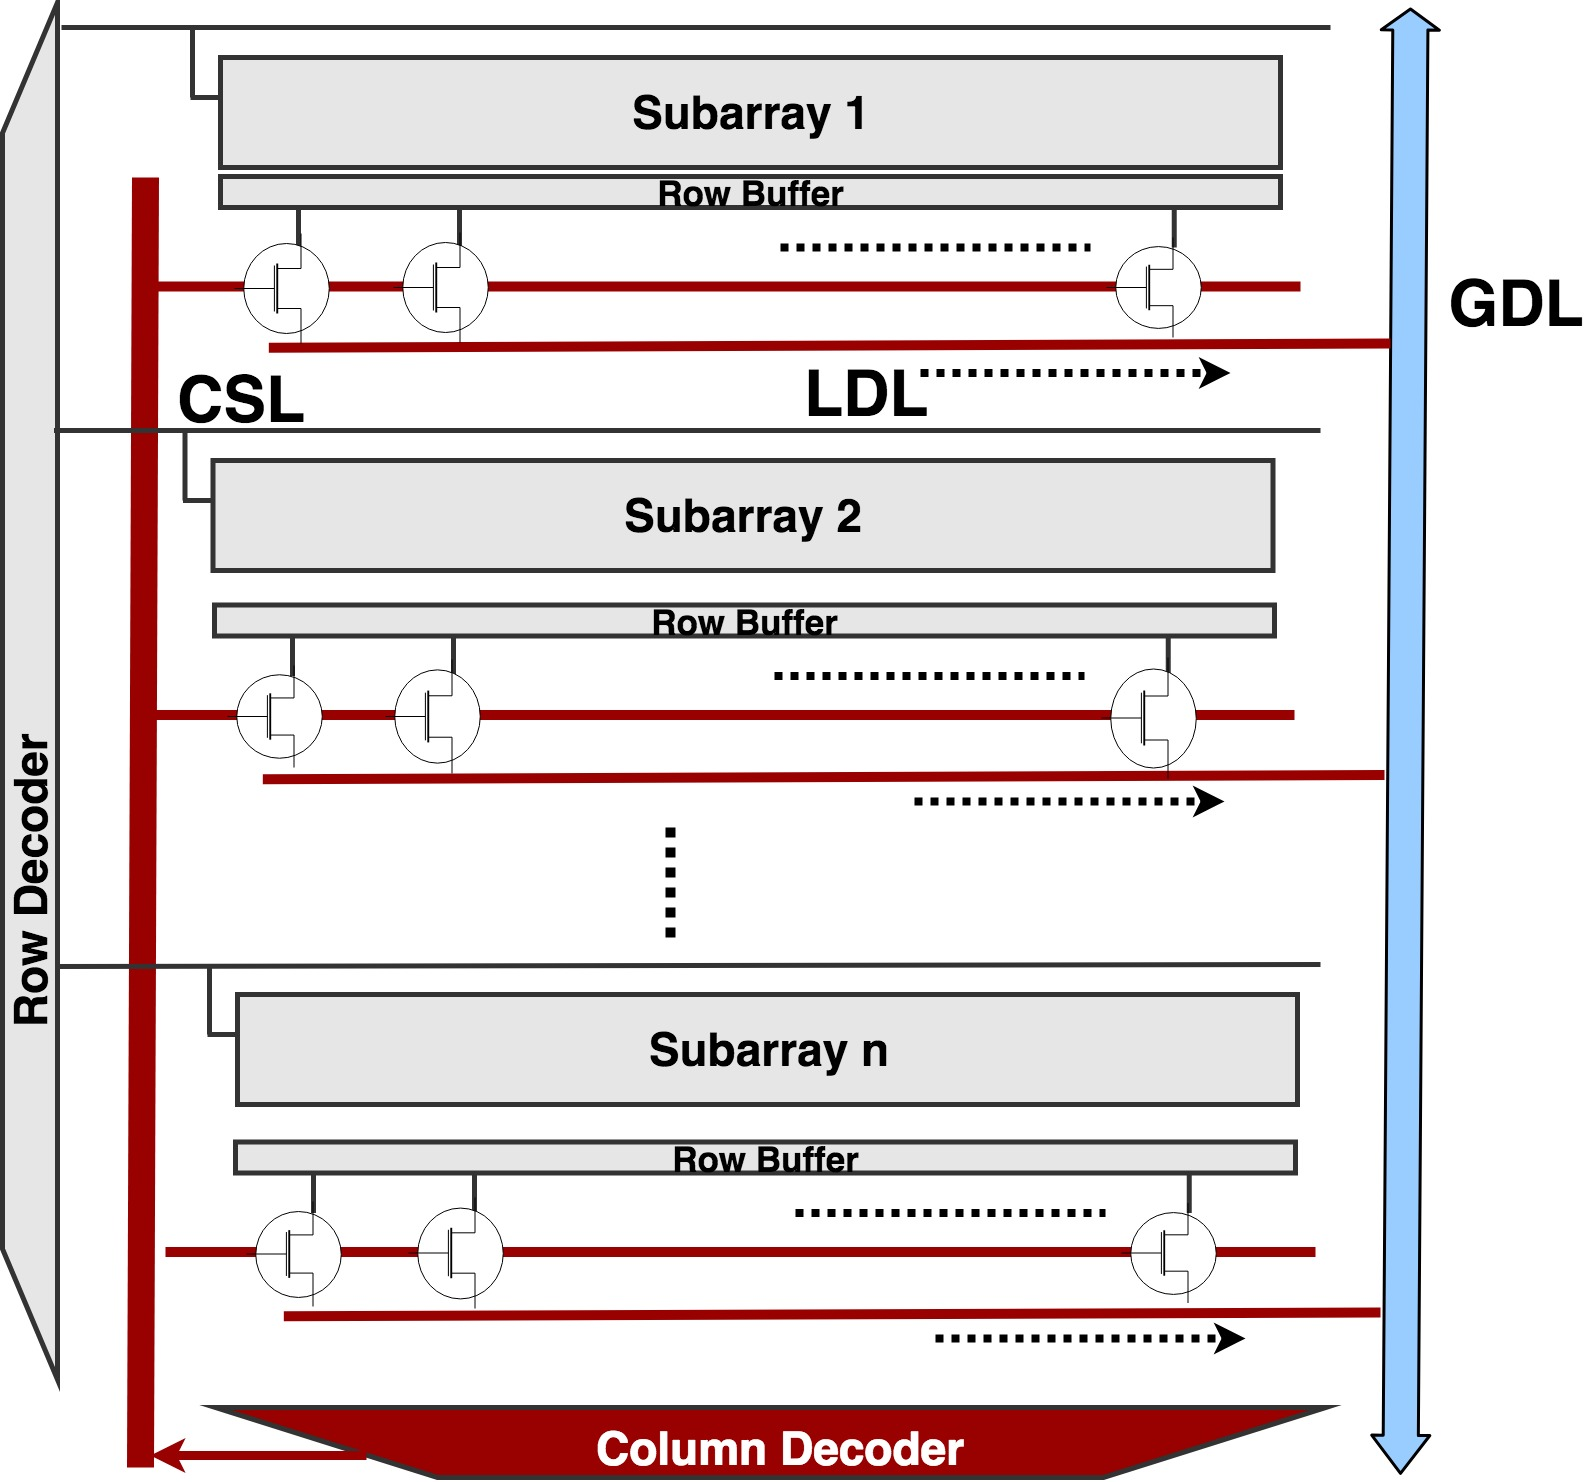 Subarray 1
Row Buffer
GDL
CSL
LDL
Subarray 2
Row Buffer
Row Decoder
Subarray n
Row Buffer
Column Decoder